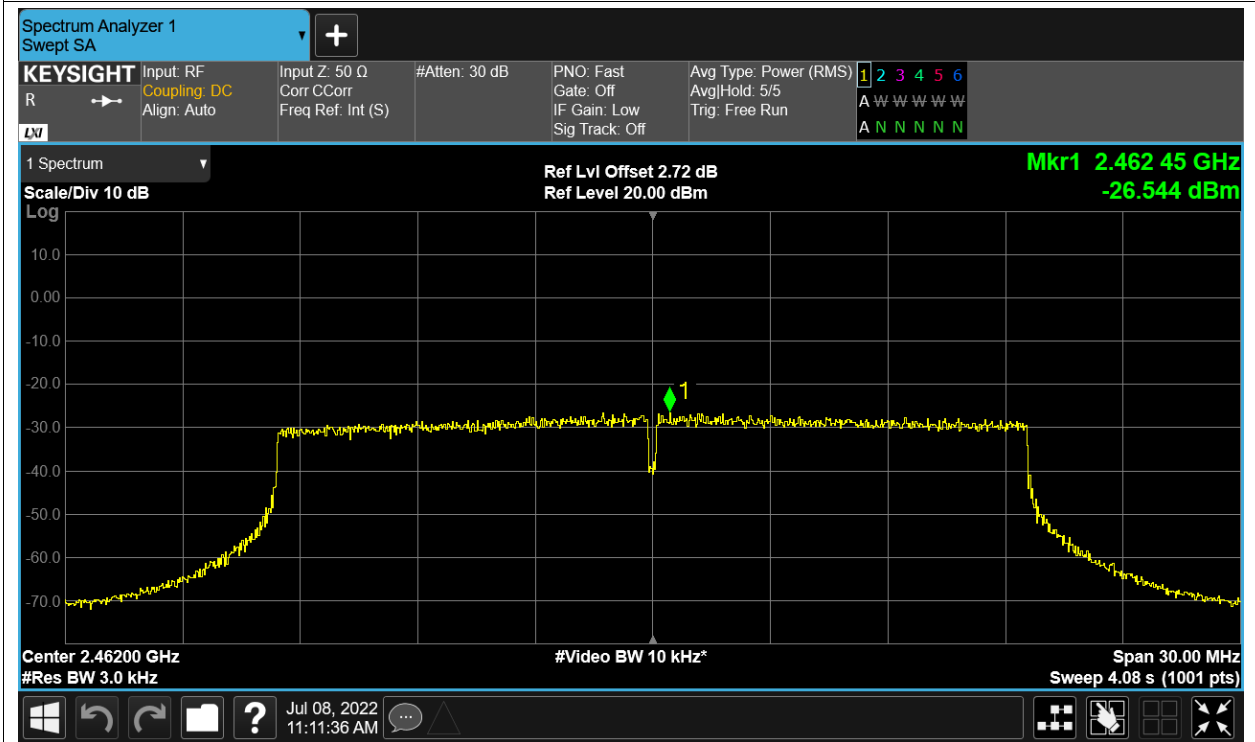 Spectrum Analyzer 1
Swept SA
+
KEYSIGHT
R
LXI
Input: RF
Coupling: DC
Align: Auto
Input Z: 50 Ω
Corr CCorr
Freq Ref: Int (S)
#Atten: 30 dB
PNO: Fast
Gate: Off
IF Gain: Low
Sig Track: Off
Avg Type: Power (RMS)
Avg|Hold: 5/5
Trig: Free Run
1 2 3 4 5 6
A W W W W W
A N N N N N
1 Spectrum
Scale/Div 10 dB
Log
Ref Lvl Offset 2.72 dB
Ref Level 20.00 dBm
Mkr1 2.462 45 GHz
-26.544 dBm
10.0
0.00
-10.0
-20.0
-30.0
-40.0
-50.0
-60.0
-70.0
1
Center 2.46200 GHz
#Res BW 3.0 kHz
#Video BW 10 kHz*
Span 30.00 MHz
Sweep 4.08 s (1001 pts)
?
Jul 08, 2022
11:11:36 AM